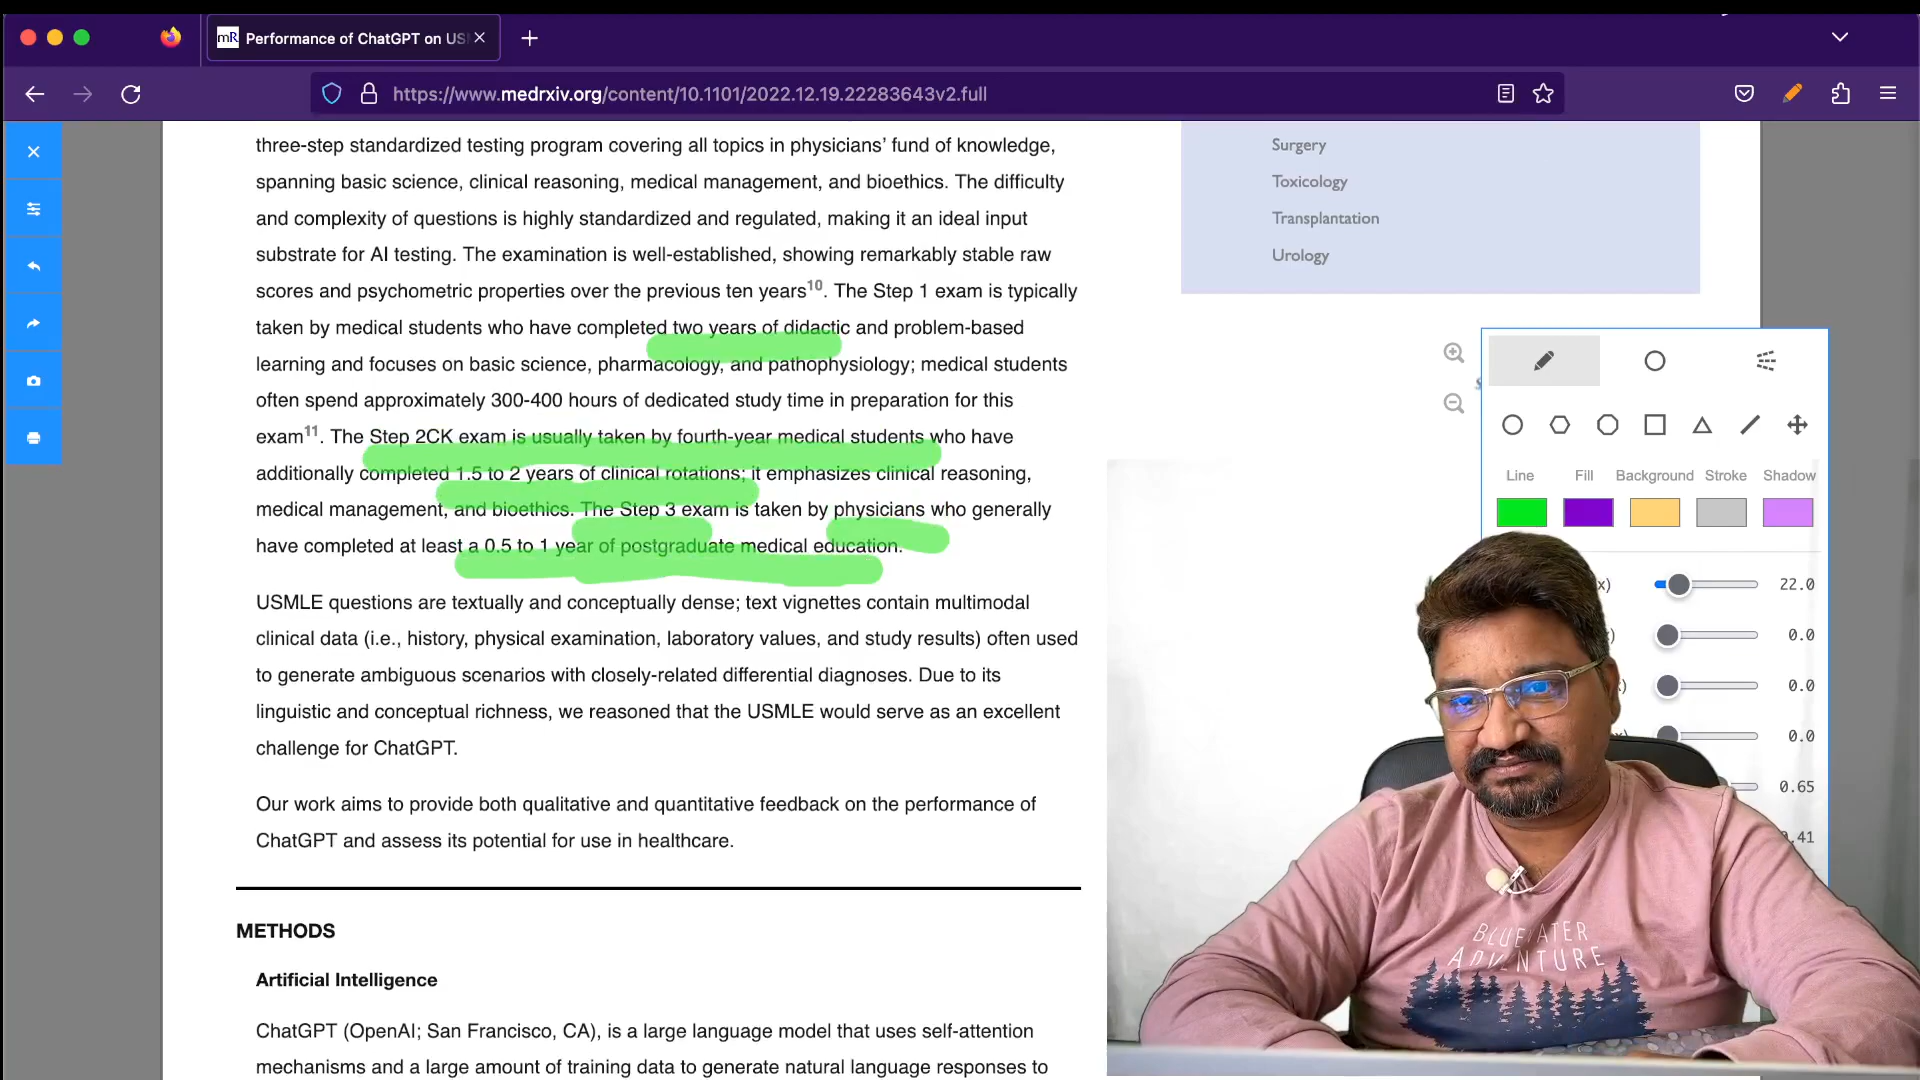 Performance of ChatGPT on US
https://www.medrxiv.org/content/10.1101/2022.12.19.22283643v2.full
three-step standardized testing program covering all topics in physicians’ fund of knowledge,
spanning basic science, clinical reasoning, medical management, and bioethics. The difficulty
and complexity of questions is highly standardized and regulated, making it an ideal input
substrate for AI testing. The examination is well-established, showing remarkably stable raw
scores and psychometric properties over the previous ten years10. The Step 1 exam is typically
taken by medical students who have completed two years of didactic and problem-based
learning and focuses on basic science, pharmacology, and pathophysiology; medical students
often spend approximately 300-400 hours of dedicated study time in preparation for this
exam11. The Step 2CK exam is usually taken by fourth-year medical students who have
additionally completed 1.5 to 2 years of clinical rotations; it emphasizes clinical reasoning,
medical management, and bioethics. The Step 3 exam is taken by physicians who generally
have completed at least a 0.5 to 1 year of postgraduate medical education.
USMLE questions are textually and conceptually dense; text vignettes contain multimodal
clinical data (i.e., history, physical examination, laboratory values, and study results) often used
to generate ambiguous scenarios with closely-related differential diagnoses. Due to its
linguistic and conceptual richness, we reasoned that the USMLE would serve as an excellent
challenge for ChatGPT.
Our work aims to provide both qualitative and quantitative feedback on the performance of
ChatGPT and assess its potential for use in healthcare.
METHODS
Artificial Intelligence
ChatGPT (OpenAI; San Francisco, CA), is a large language model that uses self-attention
mechanisms and a large amount of training data to generate natural language responses to
Surgery
Toxicology
Transplantation
Urology
Line Fill Background Stroke Shadow
22.0
0.0
0.0
0.0
0.65
.41
ADVENTURE